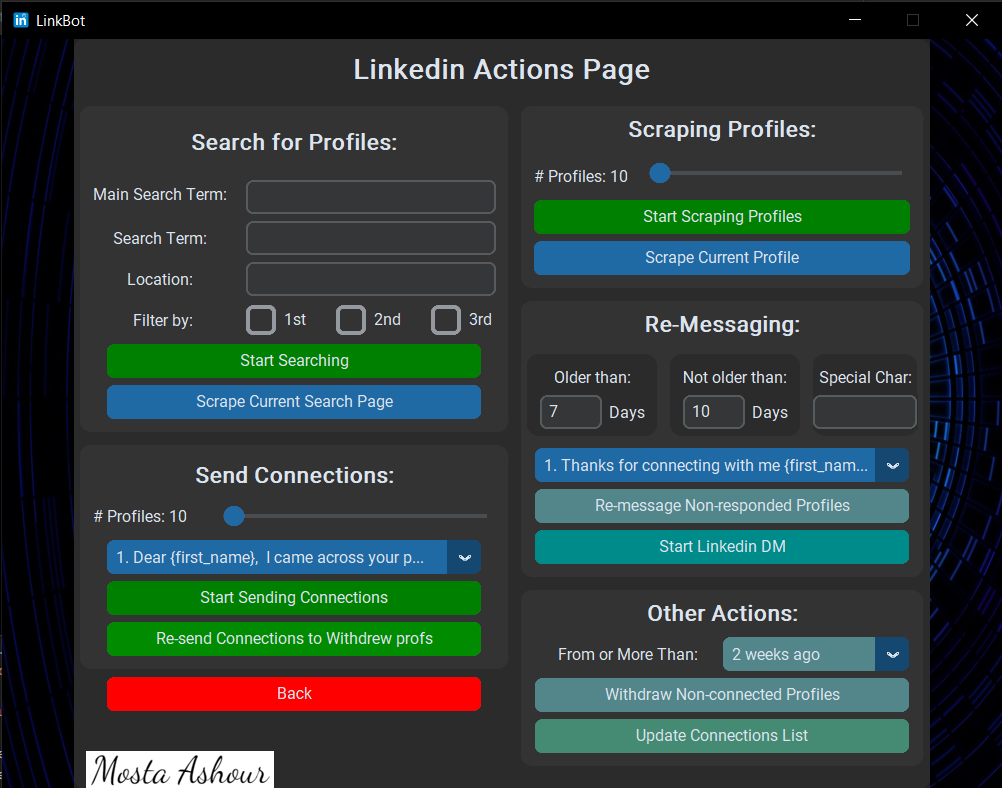 LinkBot
Linkedin Actions Page
Search for Profiles:
Main Search Term:
Search Term:
Location:
Filter by: 1st 2nd 3rd
Start Searching
Scrape Current Search Page
Send Connections:
# Profiles: 10
1. Dear {first_name},  I came across your p...
Start Sending Connections
Re-send Connections to Withdrew profs
Back
Scraping Profiles:
# Profiles: 10
Start Scraping Profiles
Scrape Current Profile
Re-Messaging:
Older than: Not older than: Special Char:
7 Days 10 Days
1. Thanks for connecting with me {first_nam...
Re-message Non-responded Profiles
Start Linkedin DM
Other Actions:
From or More Than: 2 weeks ago
Withdraw Non-connected Profiles
Update Connections List
Mosta Ashour